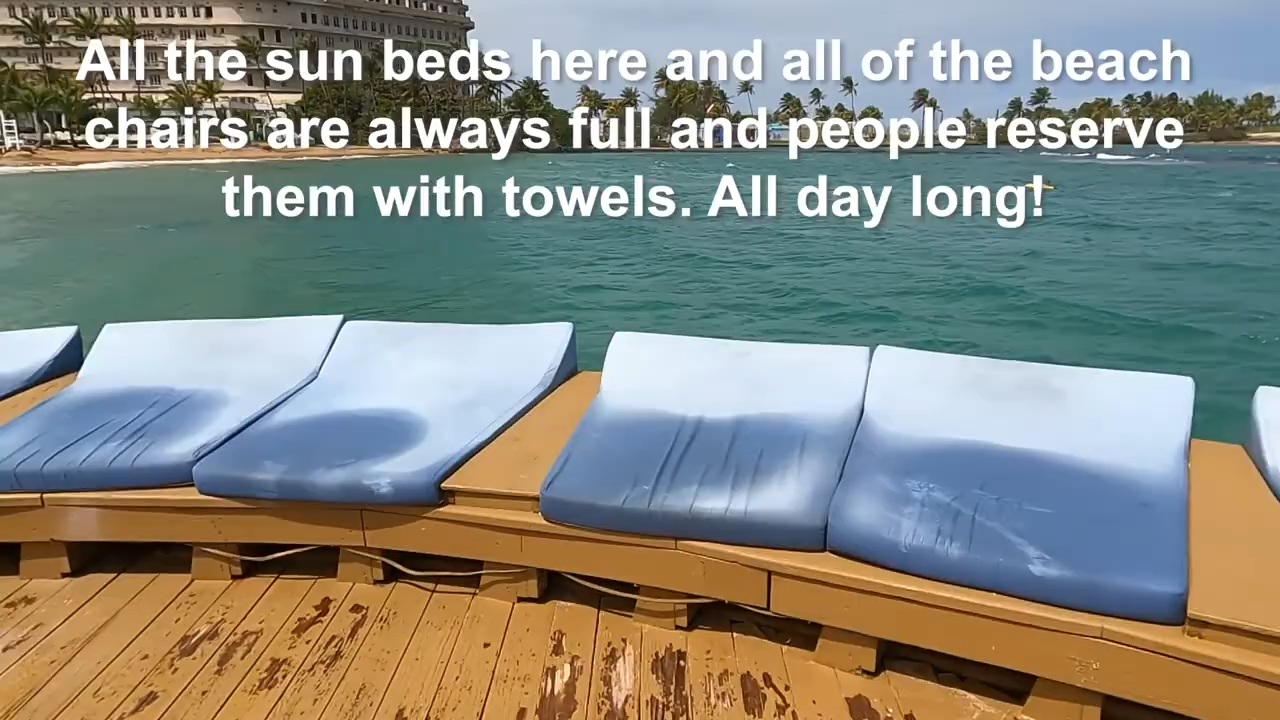 All the sun beds here and all of the beach
chairs are always full and people reserve
them with towels. All day long!